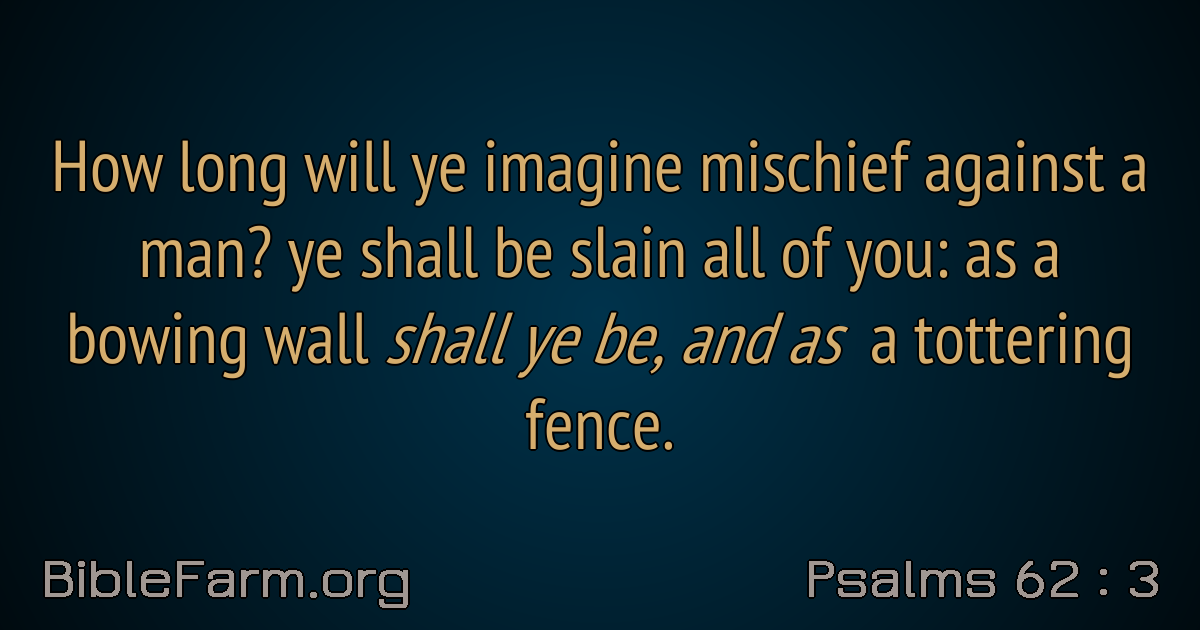 How long will ye imagine mischief against a
man? ye shall be slain all of you: as a
bowing wall shall ye be, and as a tottering
fence.
BibleFarm.org
Psalms 62 : 3